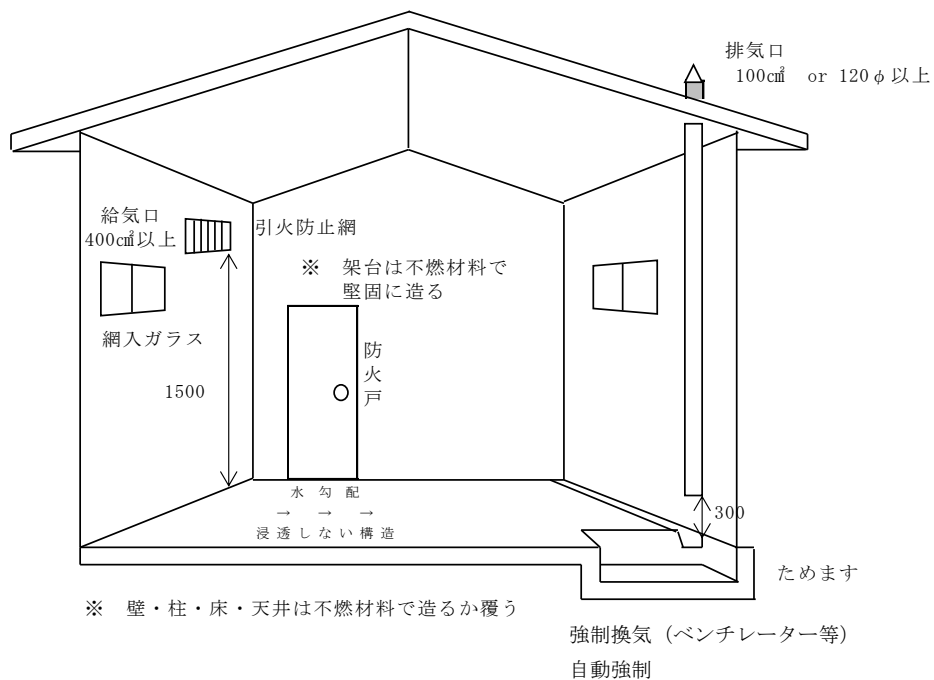 排気口
100c㎡ or 120φ以上
給気口
400c㎡以上
引火防止網
※ 架台は不燃材料で
堅固に造る
網入ガラス
防火戸
1500
水勾配
→ → →
浸透しない構造
300
ためます
※ 壁・柱・床・天井は不燃材料で造るか覆う
強制換気（ベンチレーター等）
自動強制